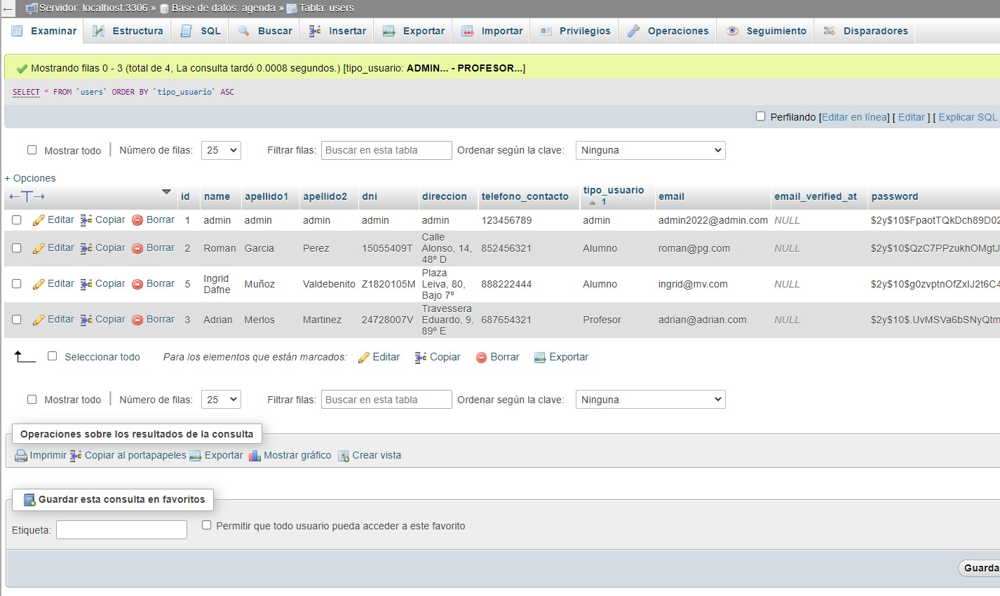 Servidor: localhost:3306 » Base de datos: agenda » Tabla: users
Examinar Estructura SQL Buscar Insertar Exportar Importar Privilegios Operaciones Seguimiento Disparadores
Mostrando filas 0 - 3 (total de 4, La consulta tardó 0.0008 segundos.) [tipo_usuario: ADMIN... - PROFESOR...]
SELECT * FROM `users` ORDER BY `tipo_usuario` ASC
Perfilando [Editar en línea] [ Editar ] [ Explicar SQL
Mostrar todo Número de filas: 25 Filtrar filas: Buscar en esta tabla Ordenar según la clave: Ninguna
+ Opciones
←T→ id name apellido1 apellido2 dni direccion telefono_contacto tipo_usuario 1 email email_verified_at password
Editar Copiar Borrar 1 admin admin admin admin admin 123456789 admin admin2022@admin.com NULL $2y$10$FpaotTQkDch89D02
Editar Copiar Borrar 2 Roman Garcia Perez 15055409T Calle Alonso, 14, 48º D 852456321 Alumno roman@pg.com NULL $2y$10$QzC7PPzukhOMgtJ
Editar Copiar Borrar 5 Ingrid Dafne Muñoz Valdebenito Z1820105M Plaza Leiva, 80, Bajo 7º 888222444 Alumno ingrid@mv.com NULL $2y$10$g0zvptnOfZxIJ2t6C4
Editar Copiar Borrar 3 Adrian Merlos Martinez 24728007V Travessera Eduardo, 9, 89º E 687654321 Profesor adrian@adrian.com NULL $2y$10$.UvMSVa6bSNyQtm
Seleccionar todo Para los elementos que están marcados: Editar Copiar Borrar Exportar
Mostrar todo Número de filas: 25 Filtrar filas: Buscar en esta tabla Ordenar según la clave: Ninguna
Operaciones sobre los resultados de la consulta
Imprimir Copiar al portapapeles Exportar Mostrar gráfico Crear vista
Guardar esta consulta en favoritos
Etiqueta: Permitir que todo usuario pueda acceder a este favorito
Guarda